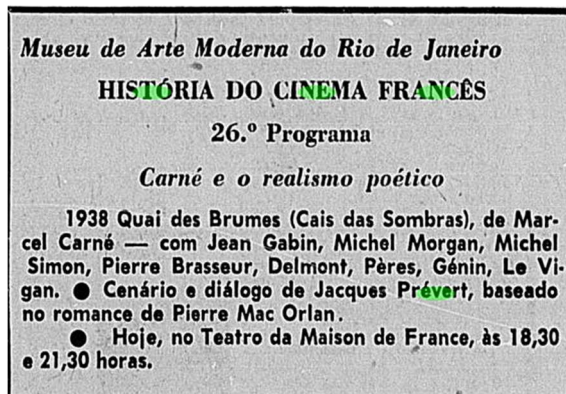 Museu de Arte Moderna do Rio de Janeiro
HISTÓRIA DO CINEMA FRANCÊS
26.º Programa
Carné e o realismo poético
1938 Quai des Brumes (Cais das Sombras), de Mar-
cel Carné — com Jean Gabin, Michel Morgan, Michel
Simon, Pierre Brasseur, Delmont, Pères, Génin, Le Vi-
gan. ● Cenário e diálogo de Jacques Prévert, baseado
no romance de Pierre Mac Orlan.
● Hoje, no Teatro da Maison de France, às 18,30
e 21,30 horas.